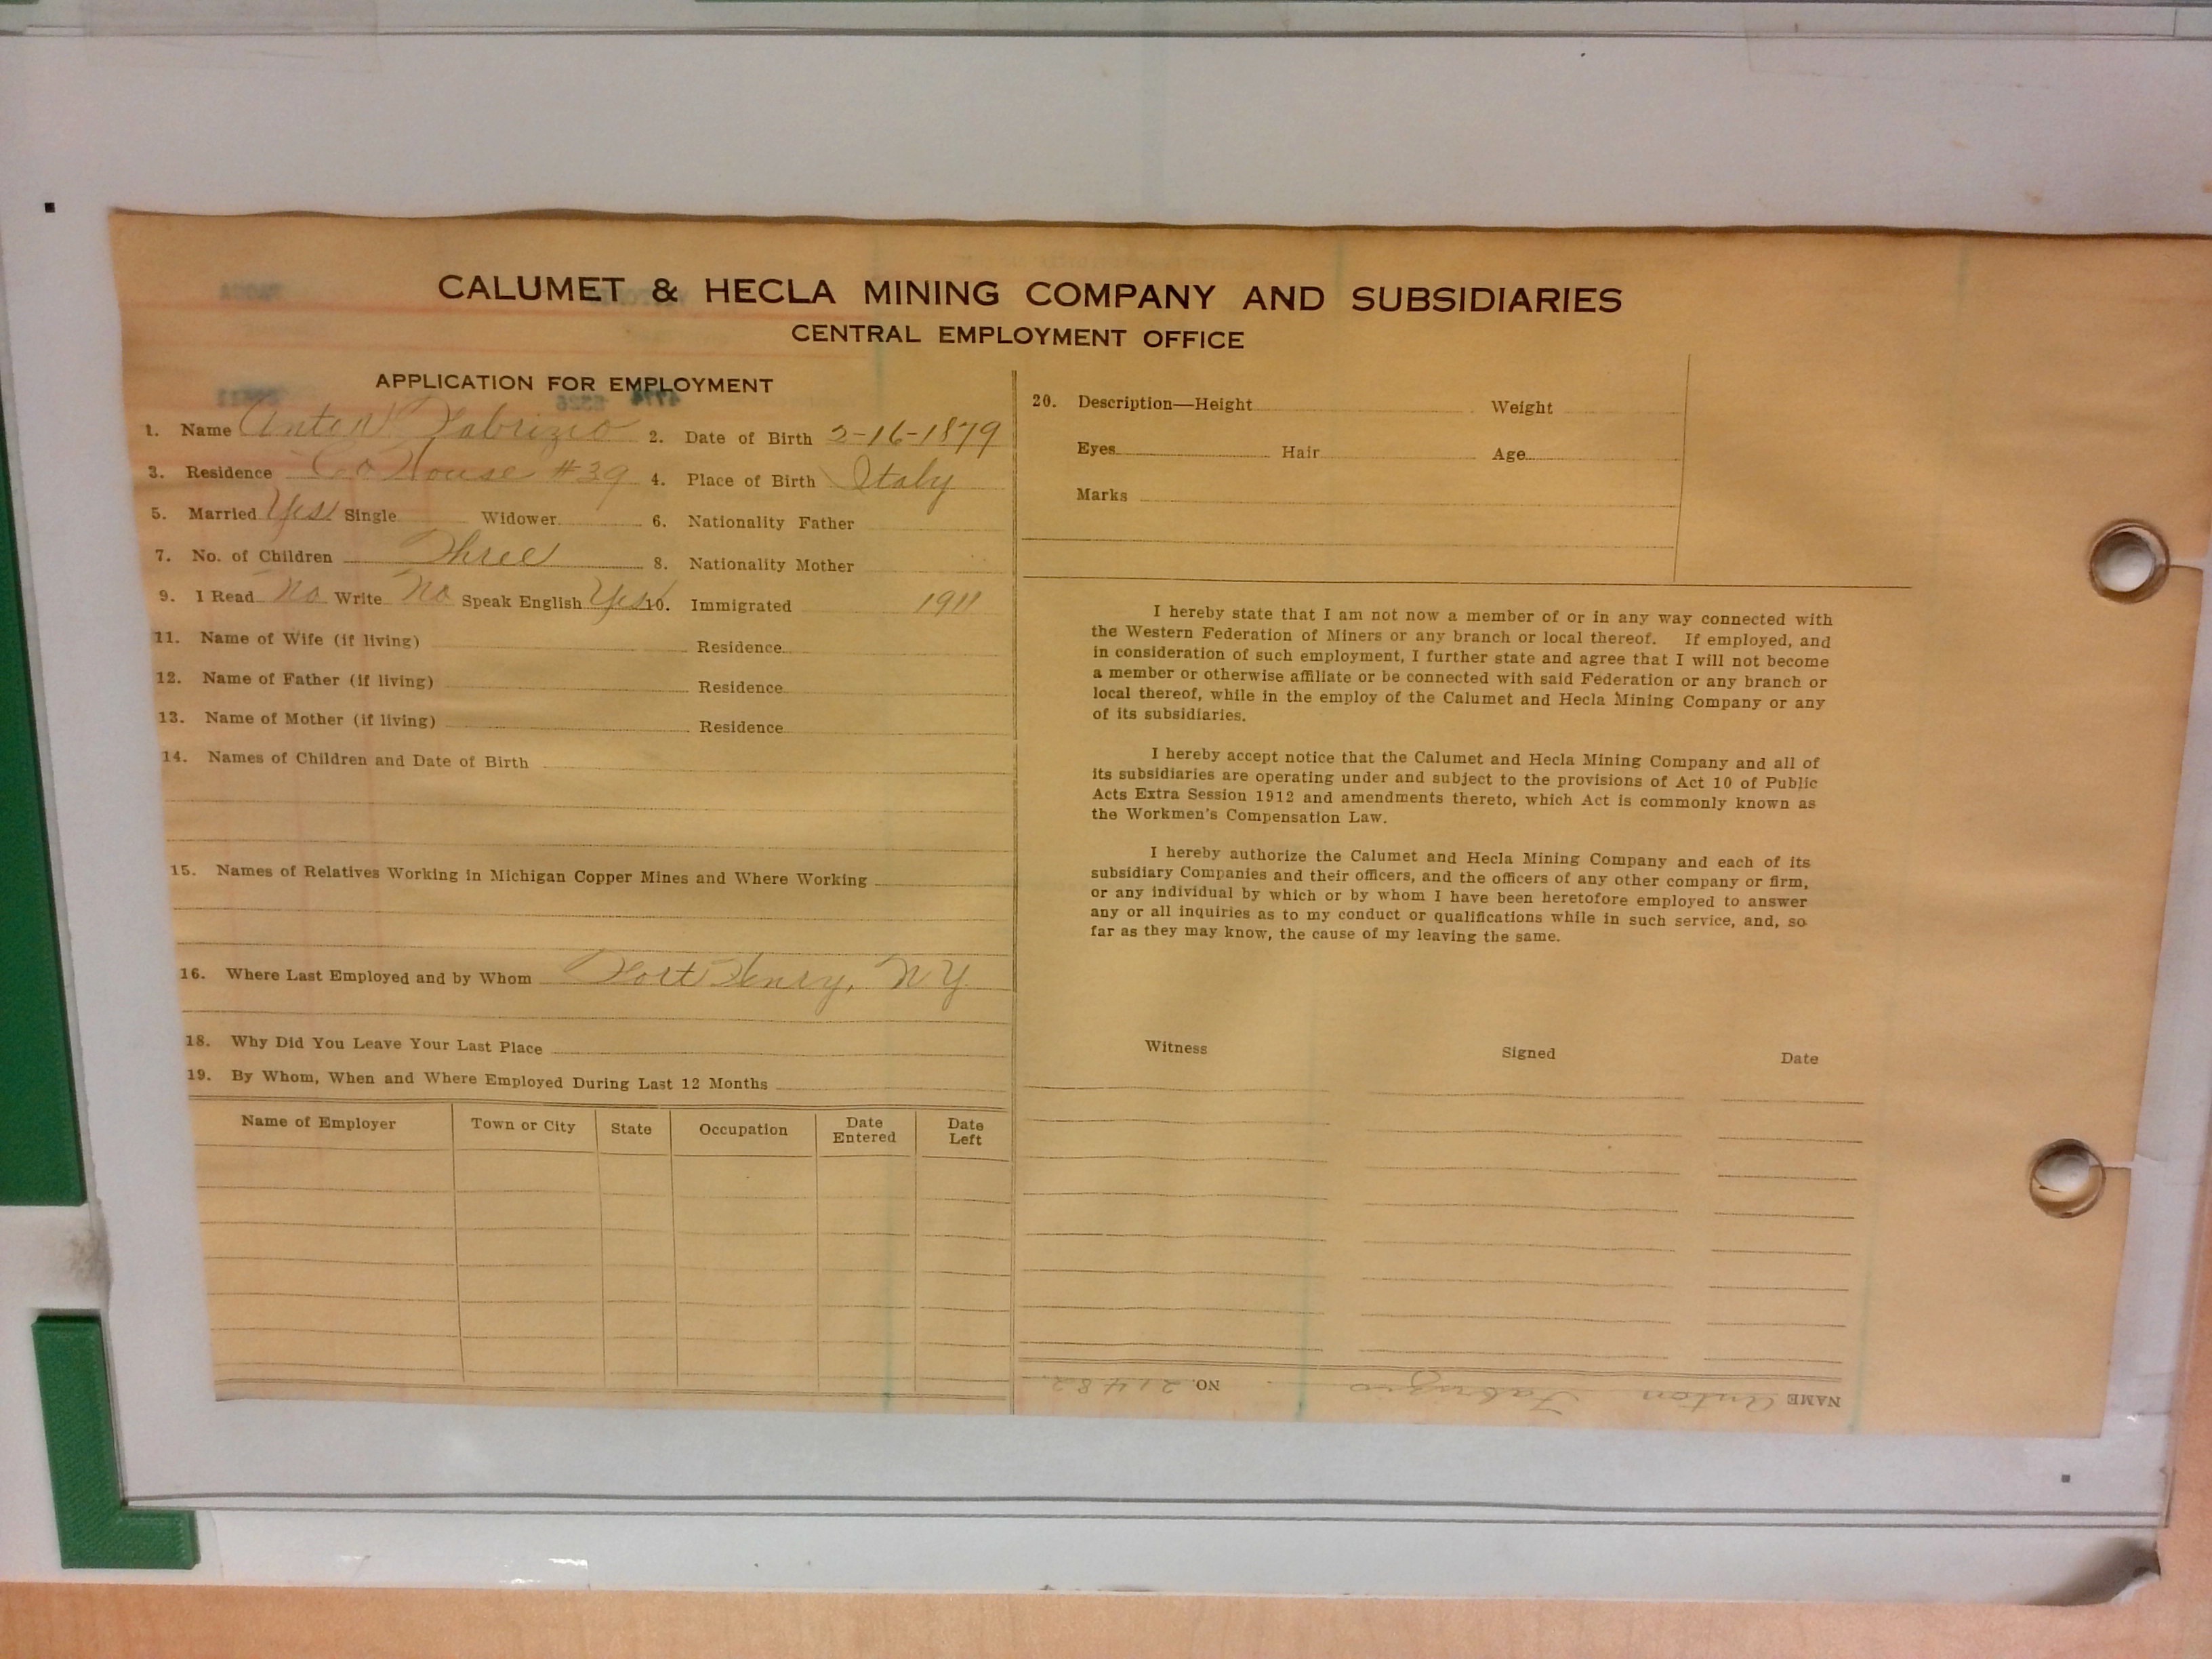 CALUMET & HECLA MINING COMPANY AND SUBSIDIARIES
CENTRAL EMPLOYMENT OFFICE
APPLICATION FOR EMPLOYMENT
1. Name Anton Fabrizio 2. Date of Birth 2-16-1879
3. Residence Co House #39 4. Place of Birth Italy
5. Married Yes Single Widower 6. Nationality Father
7. No. of Children Three 8. Nationality Mother
9. I Read No Write No Speak English Yes 10. Immigrated 1911
11. Name of Wife (if living) Residence
12. Name of Father (if living) Residence
13. Name of Mother (if living) Residence
14. Names of Children and Date of Birth
15. Names of Relatives Working in Michigan Copper Mines and Where Working
16. Where Last Employed and by Whom Port Henry, N Y
18. Why Did You Leave Your Last Place
19. By Whom, When and Where Employed During Last 12 Months
Name of Employer Town or City State Occupation Date Entered Date Left
20. Description—Height Weight
Eyes Hair Age
Marks
I hereby state that I am not now a member of or in any way connected with
the Western Federation of Miners or any branch or local thereof. If employed, and
in consideration of such employment, I further state and agree that I will not become
a member or otherwise affiliate or be connected with said Federation or any branch or
local thereof, while in the employ of the Calumet and Hecla Mining Company or any
of its subsidiaries.
I hereby accept notice that the Calumet and Hecla Mining Company and all of
its subsidiaries are operating under and subject to the provisions of Act 10 of Public
Acts Extra Session 1912 and amendments thereto, which Act is commonly known as
the Workmen's Compensation Law.
I hereby authorize the Calumet and Hecla Mining Company and each of its
subsidiary Companies and their officers, and the officers of any other company or firm,
or any individual by which or by whom I have been heretofore employed to answer
any or all inquiries as to my conduct or qualifications while in such service, and, so
far as they may know, the cause of my leaving the same.
Witness Signed Date
NAME Anton Fabrizio NO. 21482